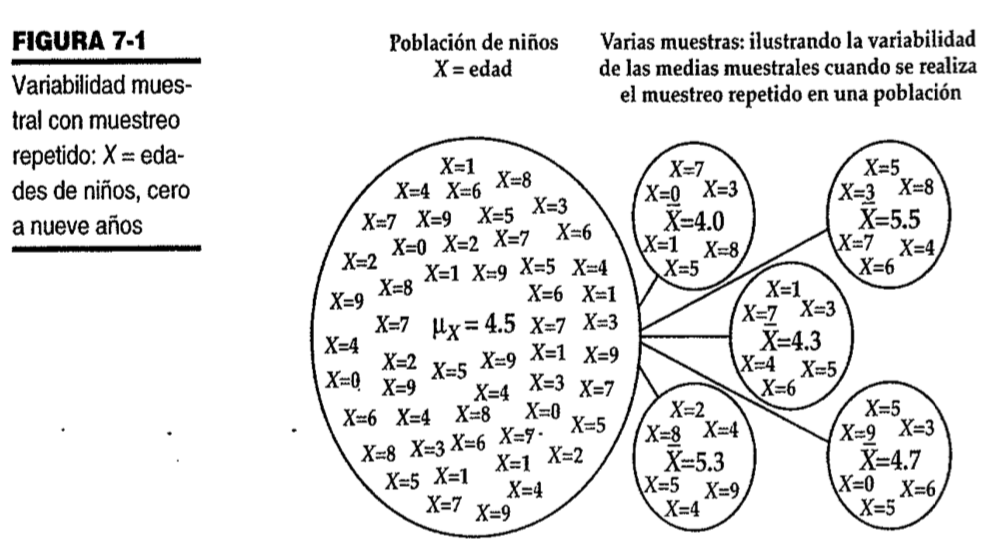 FIGURA 7-1
Variabilidad mues-
tral con muestreo
repetido: X = eda-
des de niños, cero
a nueve años
Población de niños
X = edad
Varias muestras: ilustrando la variabilidad
de las medias muestrales cuando se realiza
el muestreo repetido en una población
X=1
X=4 X=6 X=8
X=7 X=9 X=5 X=3
X=0 X=2 X=7 X=6
X=2 X=1 X=9 X=5 X=4
X=9 X=8 X=6 X=1
X=7 μX = 4.5 X=7 X=3
X=4
X=2 X=5 X=9 X=1 X=9
X=0 X=9 X=4 X=3 X=7
X=6 X=4 X=8 X=0 X=5
X=8 X=3 X=6 X=7
X=5 X=1 X=1 X=2
X=7 X=4
X=9
X=7
X=0 X=3
X̄=4.0
X=1 X=8
X=5
X=5
X=3 X=8
X̄=5.5
X=7 X=4
X=6
X=1
X=7 X=3
X̄=4.3
X=4 X=5
X=6
X=2
X=8 X=4
X̄=5.3
X=5 X=9
X=4
X=5
X=9 X=3
X̄=4.7
X=0 X=6
X=5